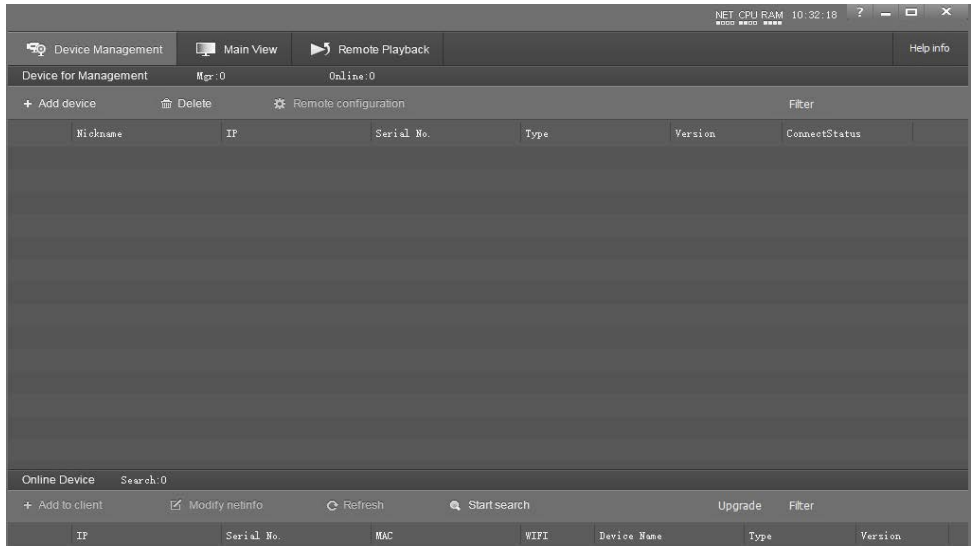 NET CPU RAM 10:32:18 ?
Device Management Main View Remote Playback Help info
Device for Management Mgr:0 Online:0
+ Add device Delete Remote configuration Filter
Nickname IP Serial No. Type Version ConnectStatus
Online Device Search:0
+ Add to client Modify netinfo Refresh Start search Upgrade Filter
IP Serial No. MAC WIFI Device Name Type Version